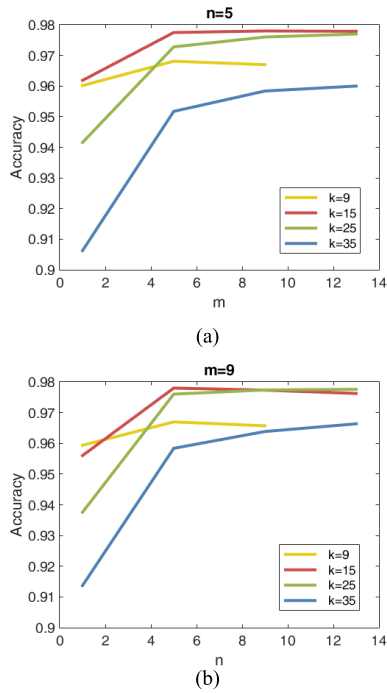 n=5
0.98
0.97
0.96
0.95
0.94
0.93
0.92
0.91
0.9
Accuracy
k=9
k=15
k=25
k=35
0 2 4 6 8 10 12 14
m
(a)
m=9
0.98
0.97
0.96
0.95
0.94
0.93
0.92
0.91
0.9
Accuracy
k=9
k=15
k=25
k=35
0 2 4 6 8 10 12 14
n
(b)